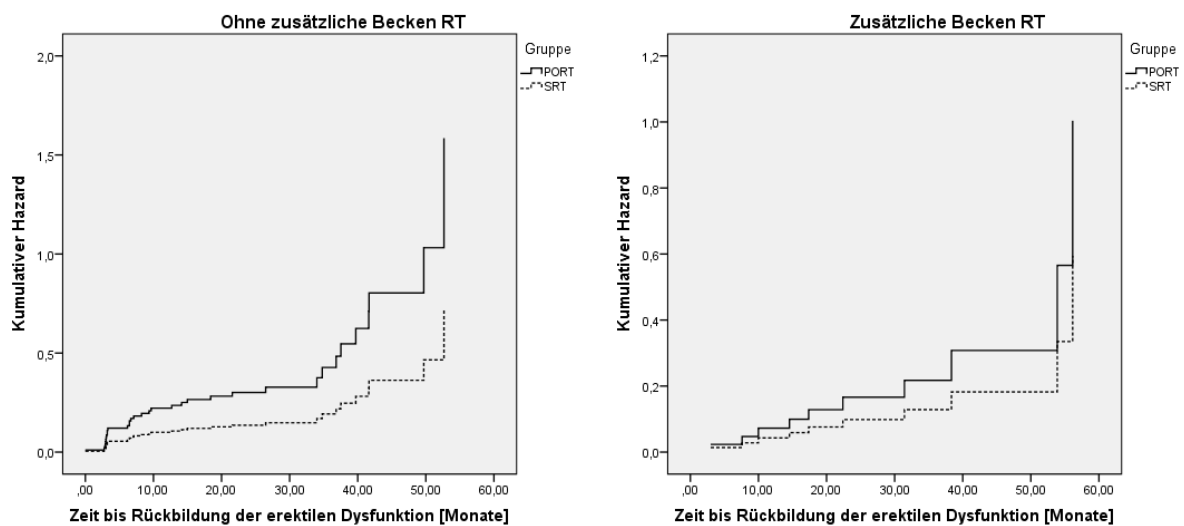 Ohne zusätzliche Becken RT
Kumulativer Hazard
2,0
1,5
1,0
0,5
0,0
,00 10,00 20,00 30,00 40,00 50,00 60,00
Zeit bis Rückbildung der erektilen Dysfunktion [Monate]
Gruppe
PORT
SRT
Zusätzliche Becken RT
Kumulativer Hazard
1,2
1,0
0,8
0,6
0,4
0,2
0,0
,00 10,00 20,00 30,00 40,00 50,00 60,00
Zeit bis Rückbildung der erektilen Dysfunktion [Monate]
Gruppe
PORT
SRT